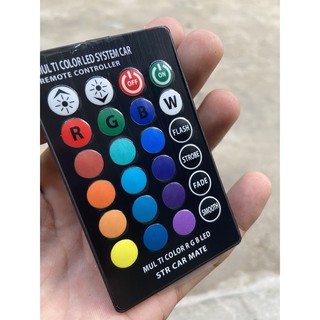 MUL TI COLOR LED SYSTEM CAR
REMOTE CONTROLLER
OFF ON
R G B W
FLASH
STROBE
FADE
SMOOTH
MUL TI COLOR R G B LED
STR CAR MATE